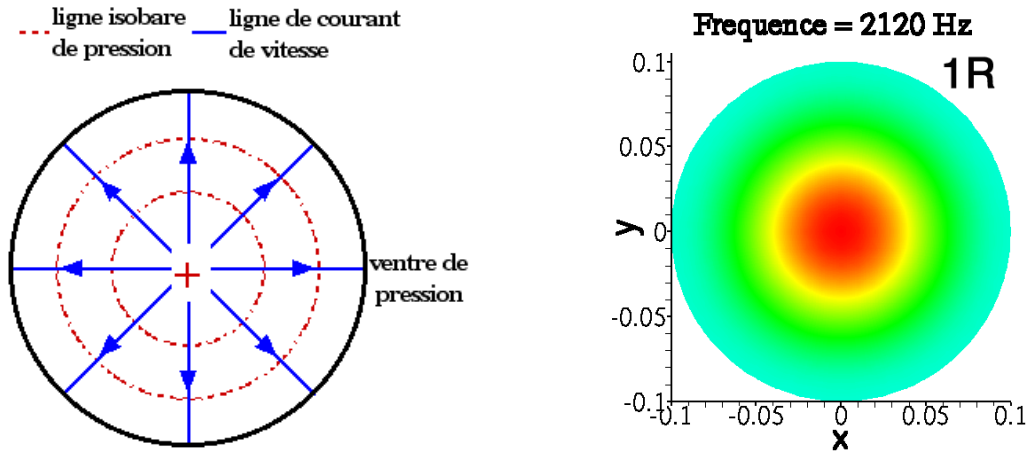 ligne isobare
de pression
ligne de courant
de vitesse
ventre de
pression
Frequence = 2120 Hz
1R
0.1
0.05
0
-0.05
-0.1
y
-0.1 -0.05 0 0.05 0.1
x